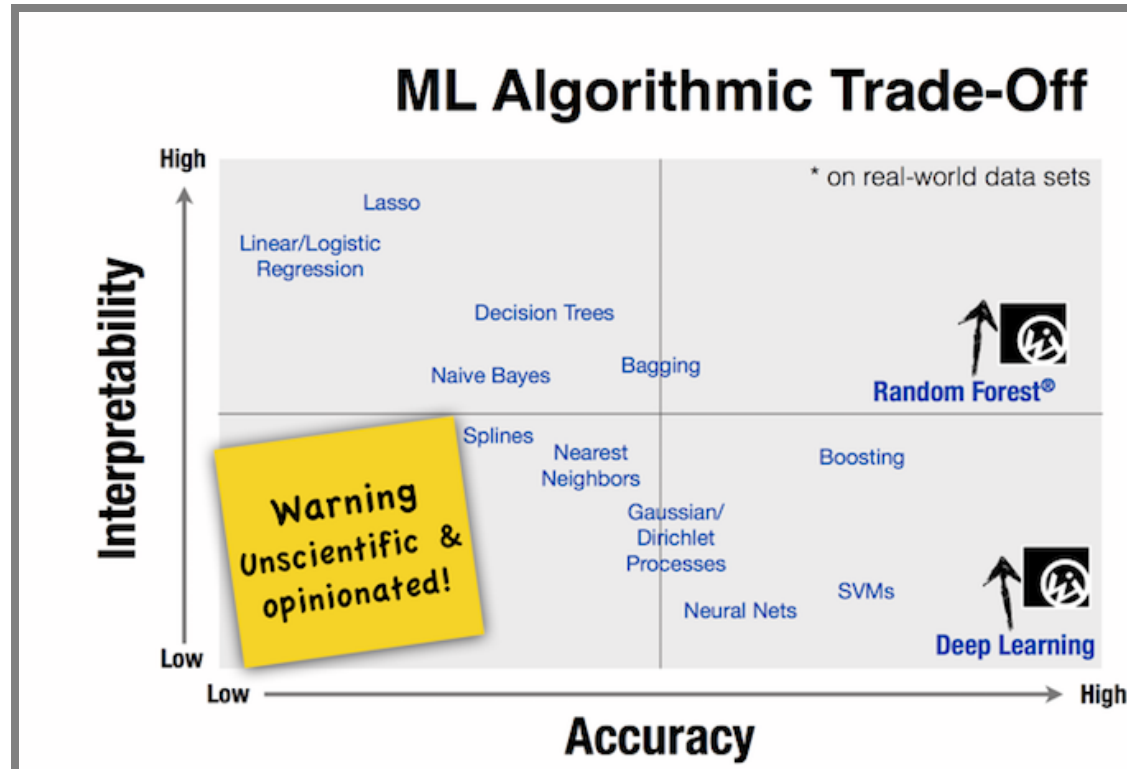 ML Algorithmic Trade-Off
High
* on real-world data sets
Lasso
Linear/Logistic
Regression
Decision Trees
Bagging
Naive Bayes
Random Forest®
Interpretability
Splines
Nearest
Neighbors
Boosting
Gaussian/
Dirichlet
Processes
SVMs
Neural Nets
Deep Learning
Warning
Unscientific &
opinionated!
Low
Low
High
Accuracy